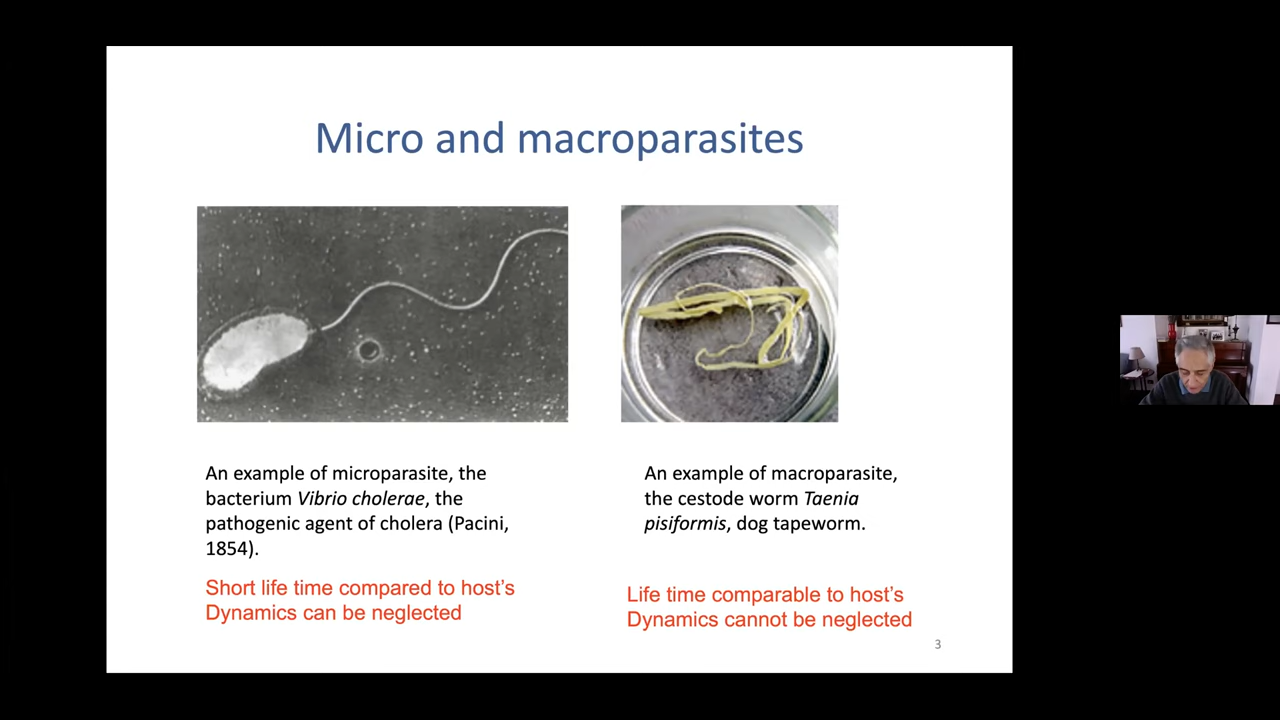 Micro and macroparasites
An example of microparasite, the
bacterium Vibrio cholerae, the
pathogenic agent of cholera (Pacini,
1854).
Short life time compared to host’s
Dynamics can be neglected
An example of macroparasite,
the cestode worm Taenia
pisiformis, dog tapeworm.
Life time comparable to host’s
Dynamics cannot be neglected
3